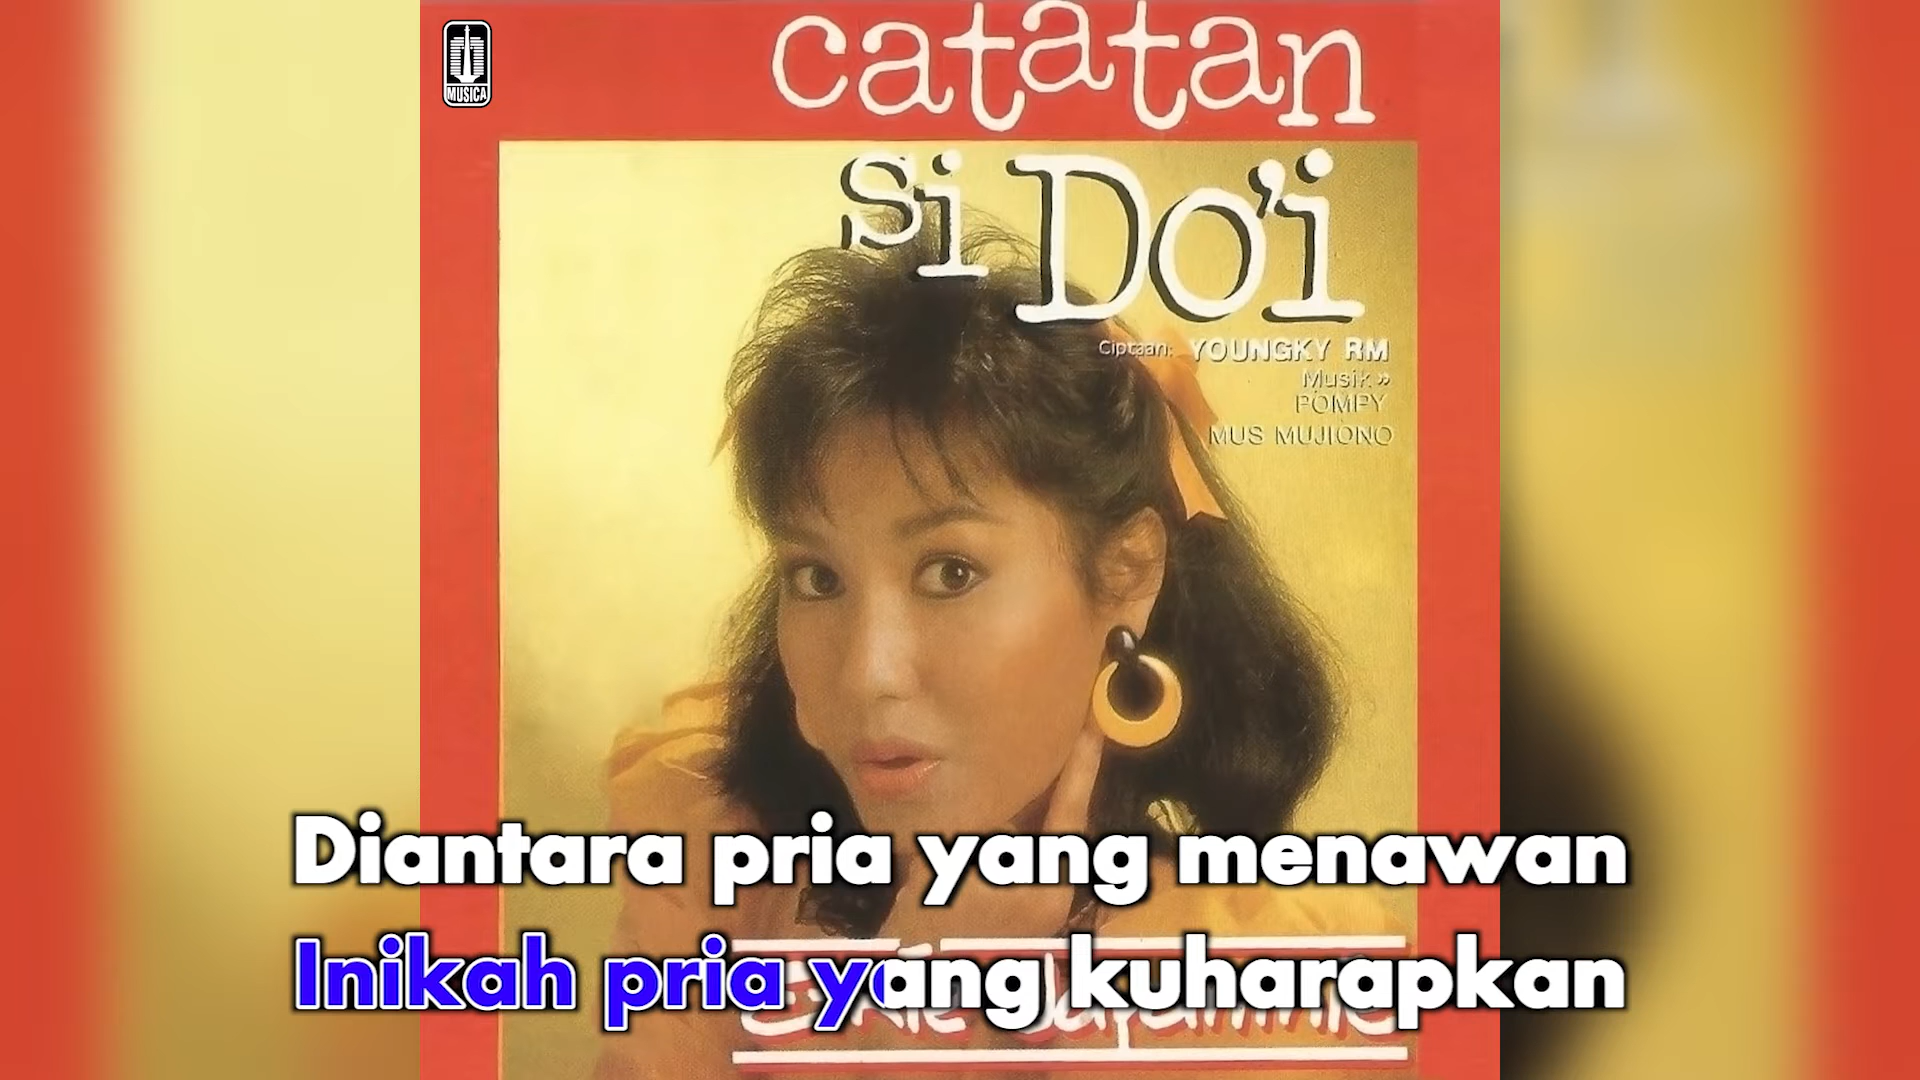 MUSICA
catatan
si Do'i
Ciptaan: YOUNGKY RM
Musik »
POMPY
MUS MUJIONO
Diantara pria yang menawan
Inikah pria yang kuharapkan